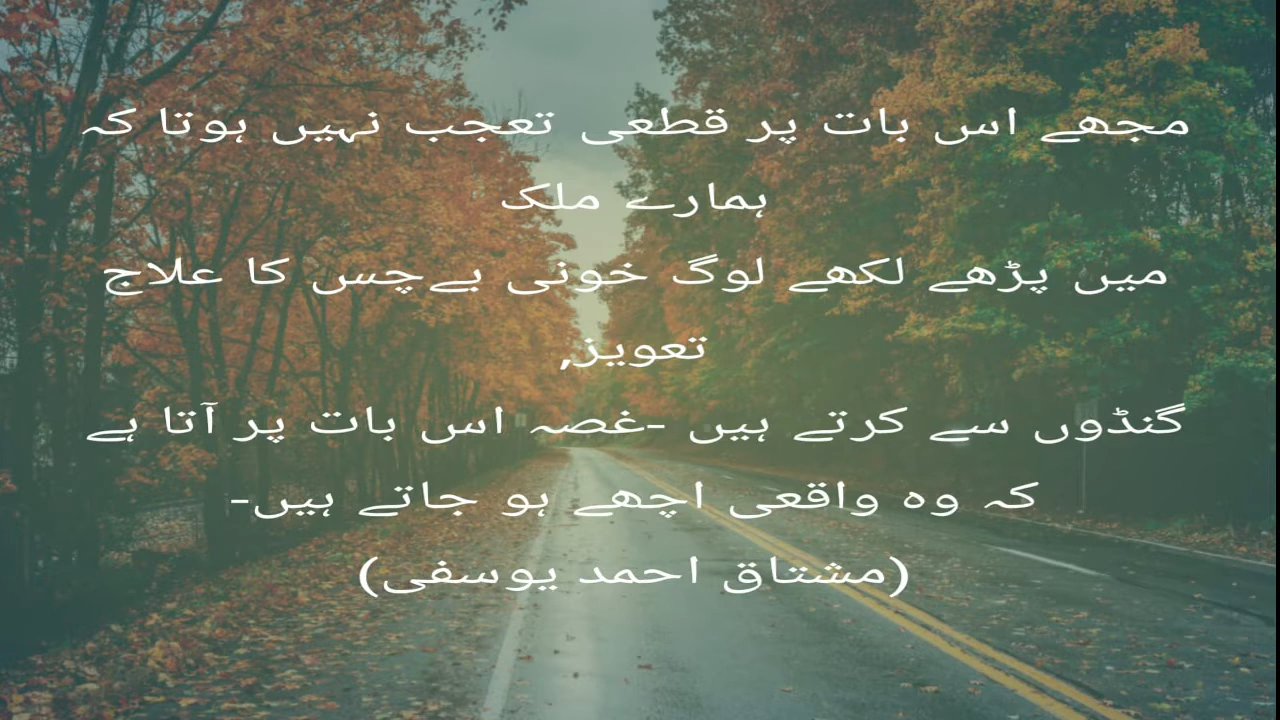 مجھے اس بات پر قطعی تعجب نہیں ہوتا کہ
ہمارے ملک
میں پڑھے لکھے لوگ خونی بےچس کا علاج
تعویز,
گنڈوں سے کرتے ہیں -غصہ اس بات پر آتا ہے
کہ وہ واقعی اچھے ہو جاتے ہیں-
(مشتاق احمد یوسفی)